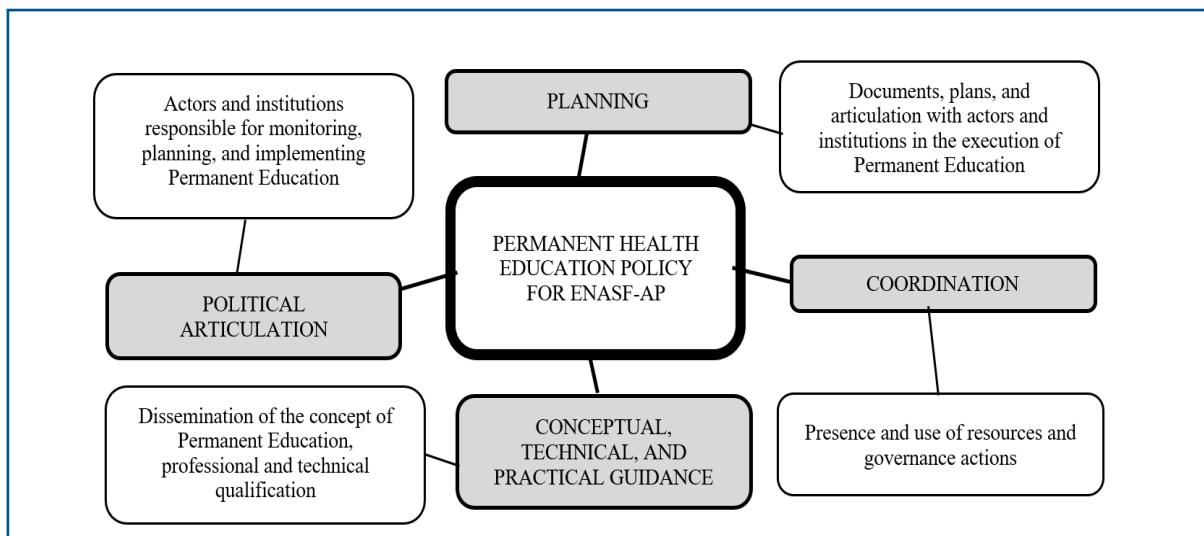 Actors and institutions
responsible for monitoring,
planning, and implementing
Permanent Education
PLANNING
Documents, plans, and
articulation with actors and
institutions in the execution of
Permanent Education
PERMANENT HEALTH
EDUCATION POLICY
FOR ENASF-AP
POLITICAL
ARTICULATION
COORDINATION
Dissemination of the concept of
Permanent Education,
professional and technical
qualification
CONCEPTUAL,
TECHNICAL, AND
PRACTICAL GUIDANCE
Presence and use of resources and
governance actions